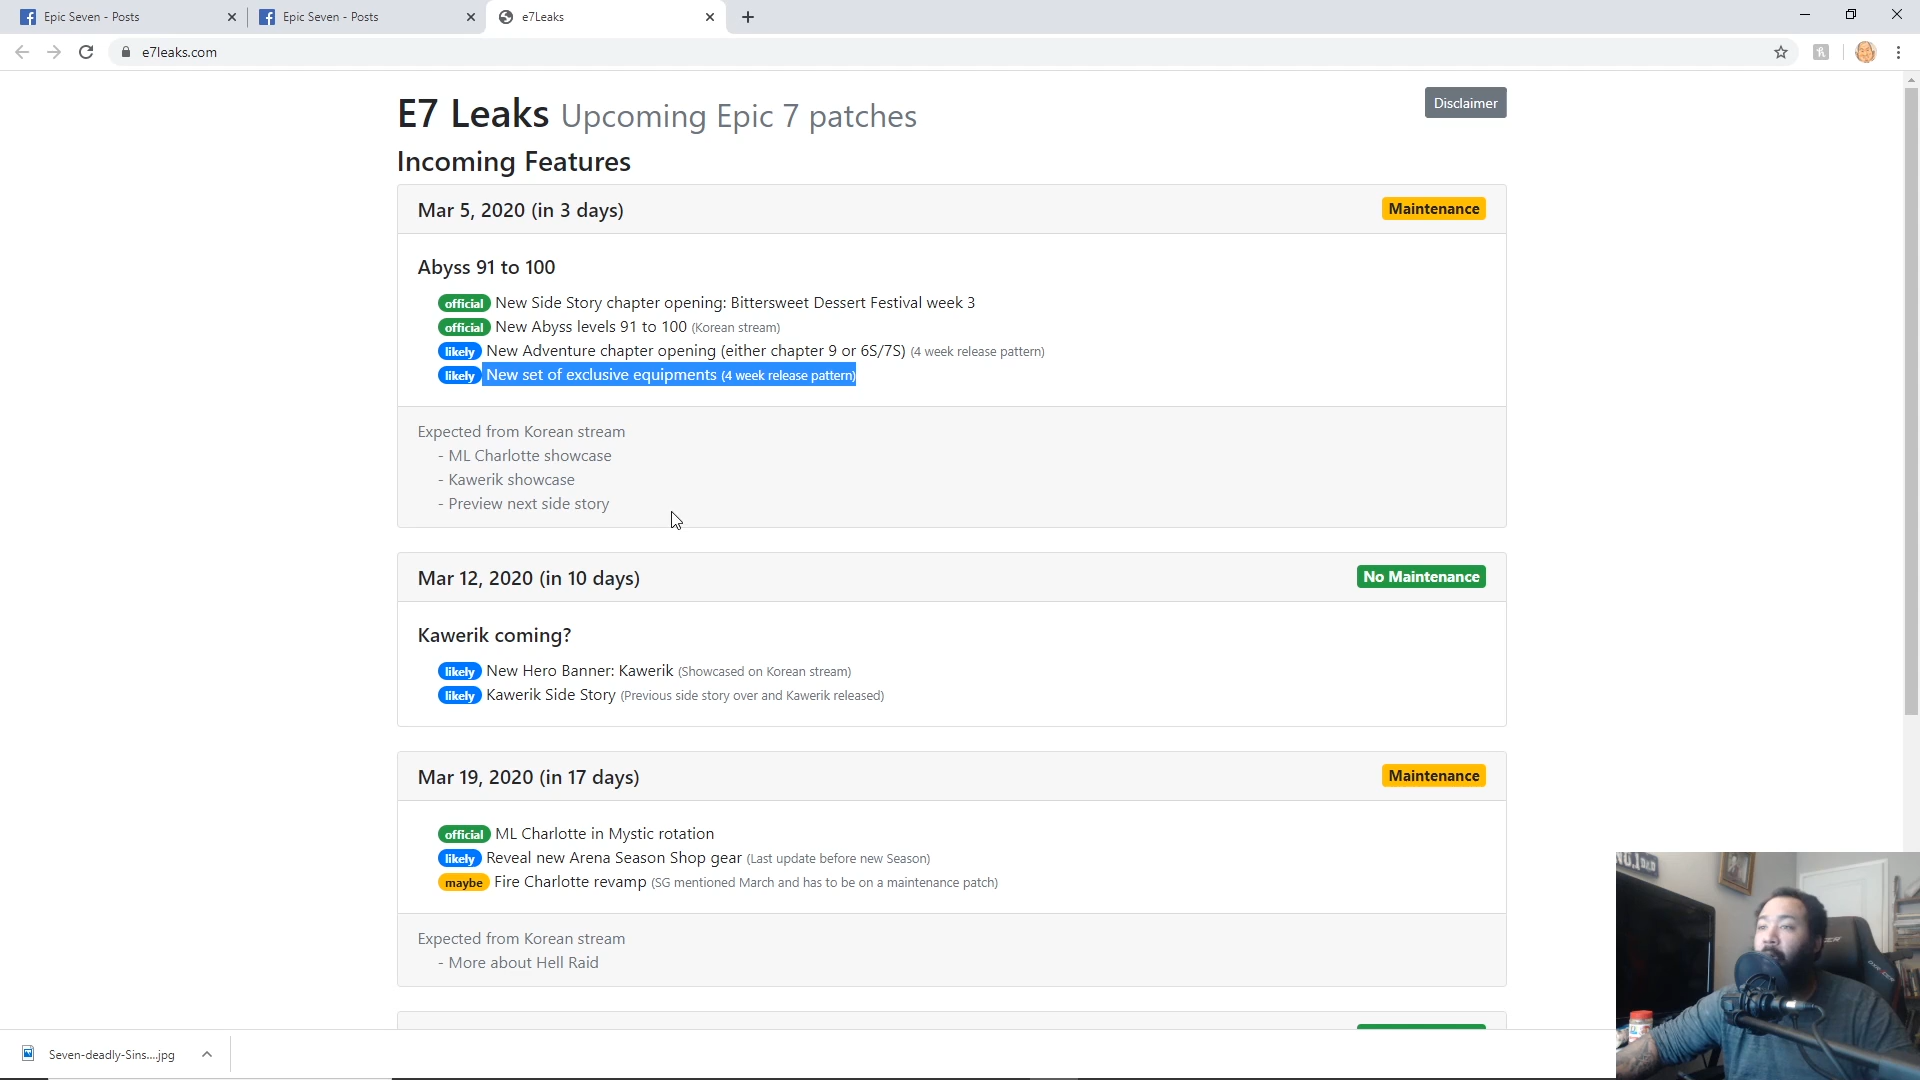 Epic Seven - Posts
Epic Seven - Posts
e7Leaks
e7leaks.com
E7 Leaks Upcoming Epic 7 patches
Disclaimer
Incoming Features
Mar 5, 2020 (in 3 days)
Maintenance
Abyss 91 to 100
official New Side Story chapter opening: Bittersweet Dessert Festival week 3
official New Abyss levels 91 to 100 (Korean stream)
likely New Adventure chapter opening (either chapter 9 or 6S/7S) (4 week release pattern)
likely New set of exclusive equipments (4 week release pattern)
Expected from Korean stream
- ML Charlotte showcase
- Kawerik showcase
- Preview next side story
Mar 12, 2020 (in 10 days)
No Maintenance
Kawerik coming?
likely New Hero Banner: Kawerik (Showcased on Korean stream)
likely Kawerik Side Story (Previous side story over and Kawerik released)
Mar 19, 2020 (in 17 days)
Maintenance
official ML Charlotte in Mystic rotation
likely Reveal new Arena Season Shop gear (Last update before new Season)
maybe Fire Charlotte revamp (SG mentioned March and has to be on a maintenance patch)
Expected from Korean stream
- More about Hell Raid
Seven-deadly-Sins....jpg